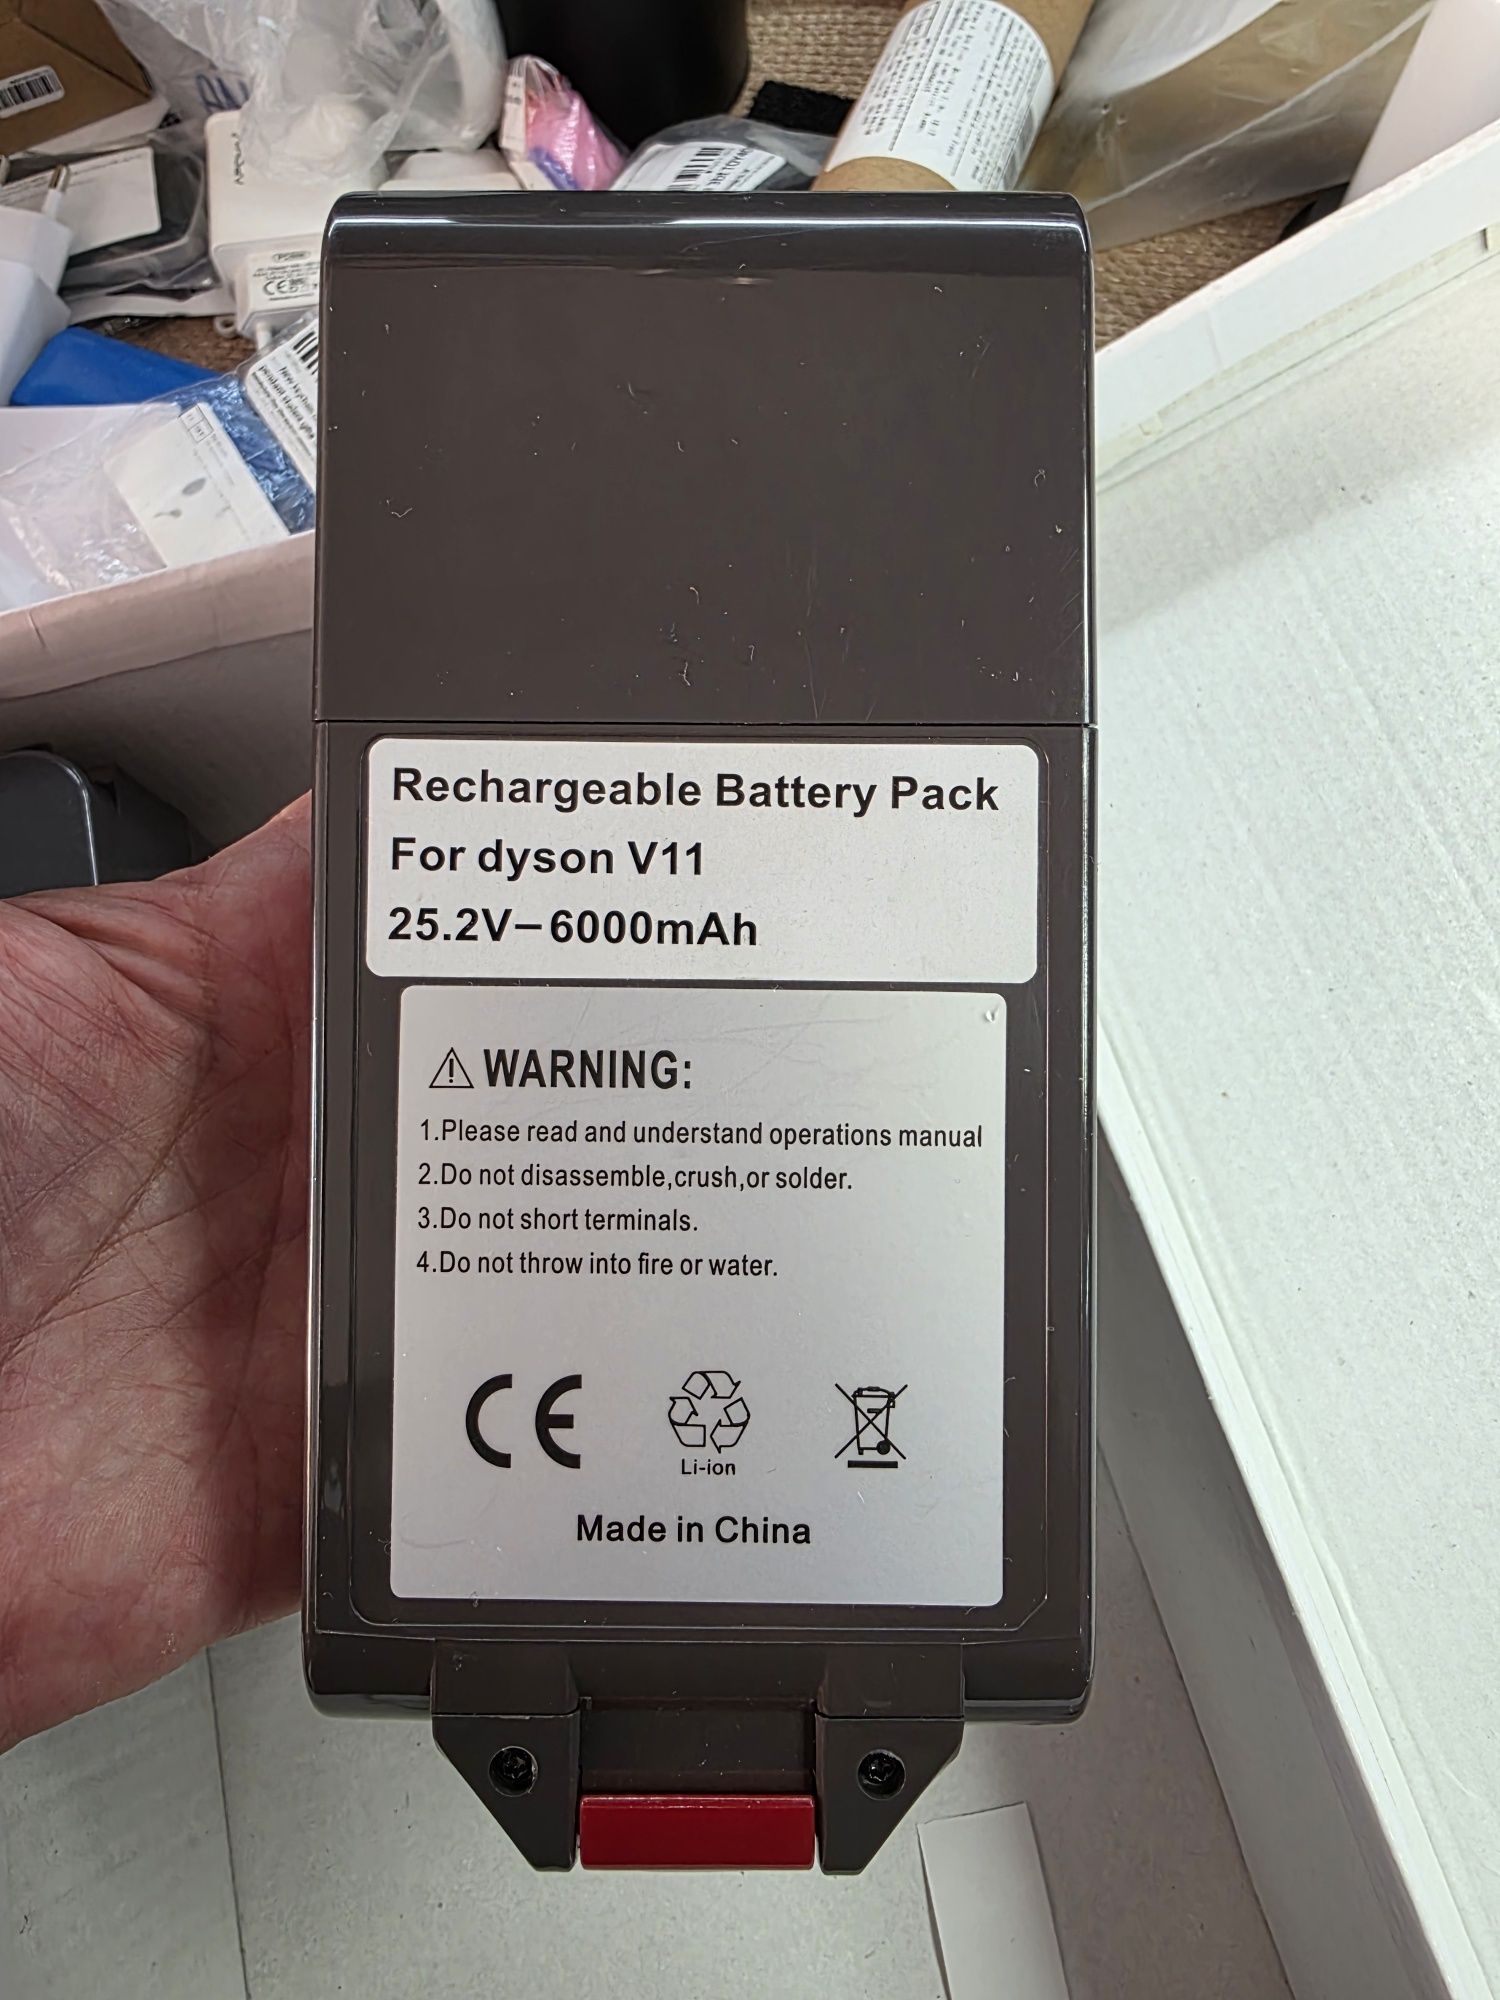 Rechargeable Battery Pack
For dyson V11
25.2V–6000mAh
⚠ WARNING:
1.Please read and understand operations manual
2.Do not disassemble,crush,or solder.
3.Do not short terminals.
4.Do not throw into fire or water.
CE
Li-ion
Made in China